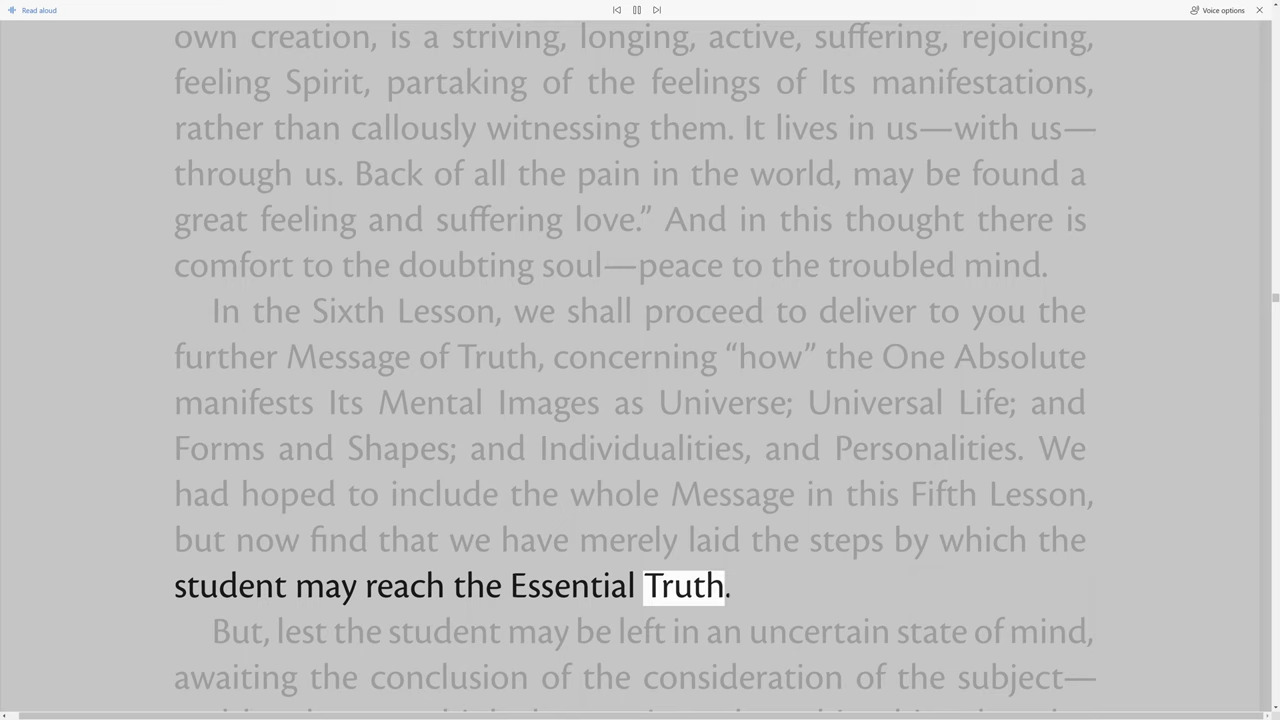 Read aloud
Voice options
own creation, is a striving, longing, active, suffering, rejoicing,
feeling Spirit, partaking of the feelings of Its manifestations,
rather than callously witnessing them. It lives in us—with us—
through us. Back of all the pain in the world, may be found a
great feeling and suffering love.” And in this thought there is
comfort to the doubting soul—peace to the troubled mind.
In the Sixth Lesson, we shall proceed to deliver to you the
further Message of Truth, concerning “how” the One Absolute
manifests Its Mental Images as Universe; Universal Life; and
Forms and Shapes; and Individualities, and Personalities. We
had hoped to include the whole Message in this Fifth Lesson,
but now find that we have merely laid the steps by which the
student may reach the Essential Truth.
But, lest the student may be left in an uncertain state of mind,
awaiting the conclusion of the consideration of the subject—